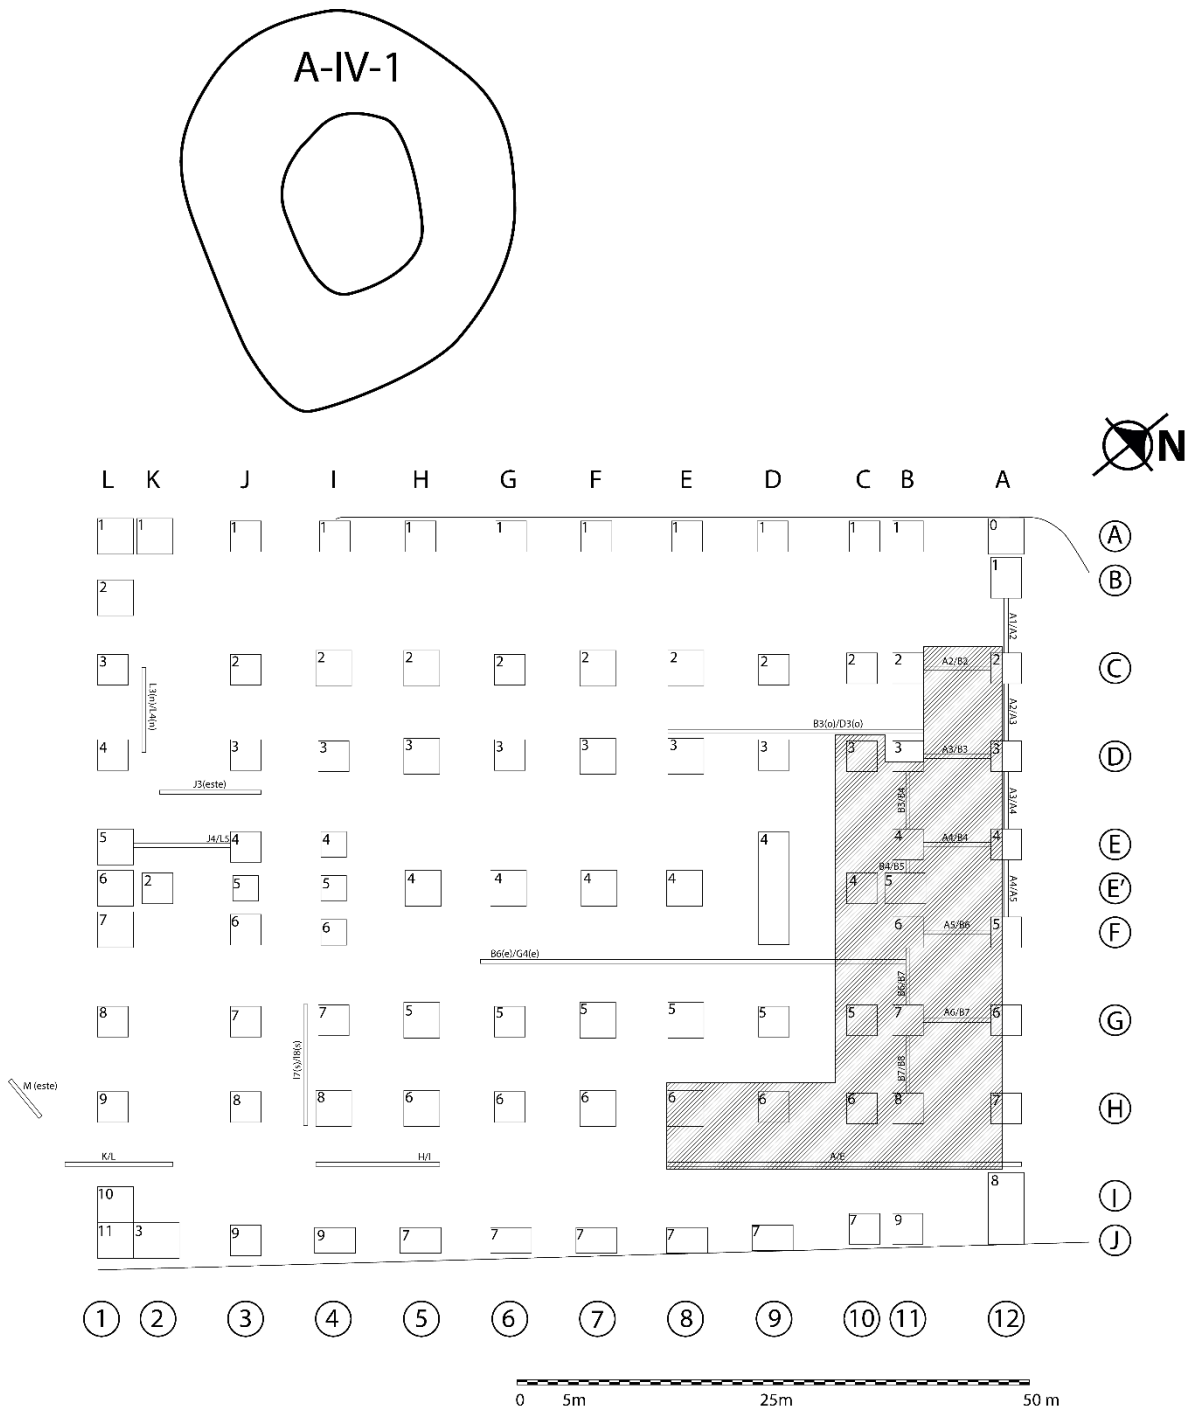 A-IV-1
N
L K J I H G F E D C B A
1 1 1 1 1 1 1 1 1 1 1 0 A
1 B
2
A1/A2
3 2 2 2 2 2 2 2 2 2 A2/B2 2 C
L3(n)/L4(n)
A2/A3
B3(o)/D3(o)
4 3 3 3 3 3 3 3 3 3 A3/B3 3 D
J3(este)
B3/B4
A3/A4
5 J4/L5 4 4 4 4 A4/B4 4 E
B4/B5
6 2 5 5 4 4 4 4 4 5 E’
A4/A5
7 6 6 6 A5/B6 5 F
B6(e)/G4(e)
B6/B7
8 7 7 5 5 5 5 5 5 7 A6/B7 6 G
I7(s)/I8(s)
B7/B8
M (este)
9 8 8 6 6 6 6 6 6 8 7 H
K/L H/I A/E
10 8 I
11 3 9 9 7 7 7 7 7 7 9 J
1 2 3 4 5 6 7 8 9 10 11 12
0 5m 25m 50 m